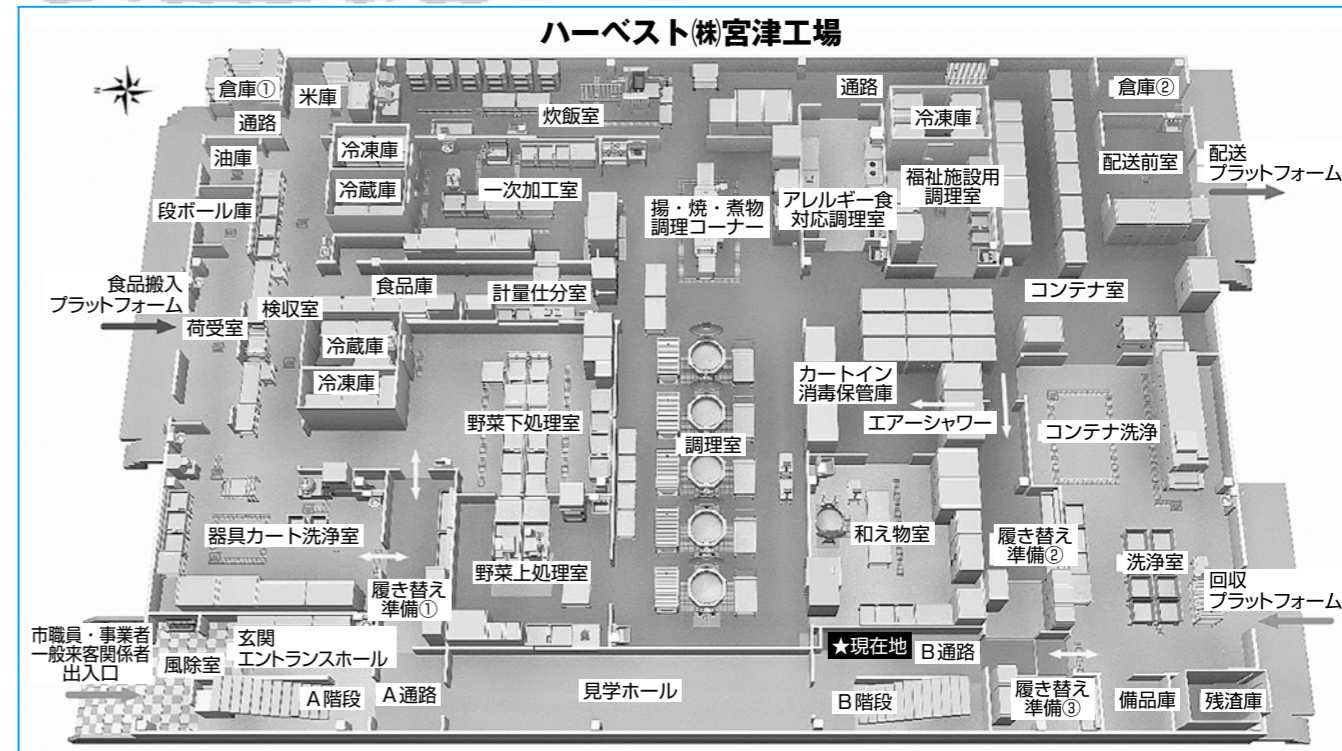 ハーベスト㈱宮津工場
N
倉庫①
米庫
通路
炊飯室
通路
冷凍庫
倉庫②
油庫
冷凍庫
冷蔵庫
一次加工室
段ボール庫
揚・焼・煮物
調理コーナー
アレルギー食
対応調理室
福祉施設用
調理室
配送前室
配送
プラットフォーム
食品搬入
プラットフォーム
荷受室
検収室
食品庫
計量仕分室
コンテナ室
冷蔵庫
冷凍庫
野菜下処理室
調理室
カートイン
消毒保管庫
エアーシャワー
コンテナ洗浄
器具カート洗浄室
野菜上処理室
和え物室
履き替え
準備②
洗浄室
回収
プラットフォーム
履き替え
準備①
市職員・事業者
一般来客関係者
出入口
風除室
玄関
エントランスホール
A階段
A通路
見学ホール
★現在地
B通路
B階段
履き替え
準備③
備品庫
残渣庫